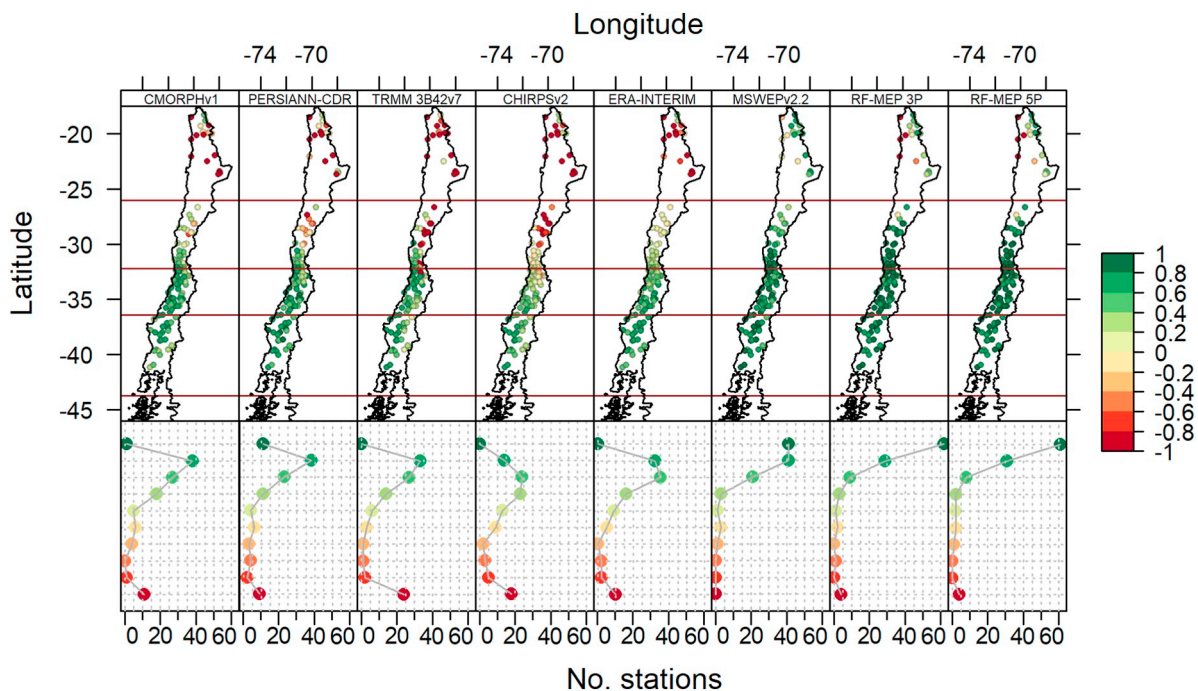 Longitude
-74 -70 -74 -70 -74 -70 -74 -70
CMORPHv1 PERSIANN-CDR TRMM 3B42v7 CHIRPSv2 ERA-INTERIM MSWEPv2.2 RF-MEP 3P RF-MEP 5P
Latitude
-20
-25
-30
-35
-40
-45
1
0.8
0.6
0.4
0.2
0
-0.2
-0.4
-0.6
-0.8
-1
0 20 40 60 0 20 40 60 0 20 40 60 0 20 40 60 0 20 40 60 0 20 40 60 0 20 40 60 0 20 40 60
No. stations